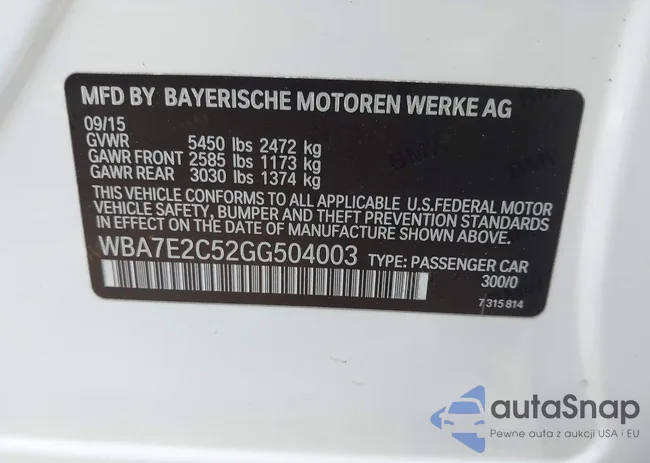 MFD BY BAYERISCHE MOTOREN WERKE AG
09/15
GVWR 5450 lbs 2472 kg
GAWR FRONT 2585 lbs 1173 kg
GAWR REAR 3030 lbs 1374 kg
THIS VEHICLE CONFORMS TO ALL APPLICABLE U.S.FEDERAL MOTOR
VEHICLE SAFETY, BUMPER AND THEFT PREVENTION STANDARDS
IN EFFECT ON THE DATE OF MANUFACTURE SHOWN ABOVE.
WBA7E2C52GG504003 TYPE: PASSENGER CAR
300/0
7 315 814
BMW
BMW
autaSnap
Pewne auta z aukcji USA i EU